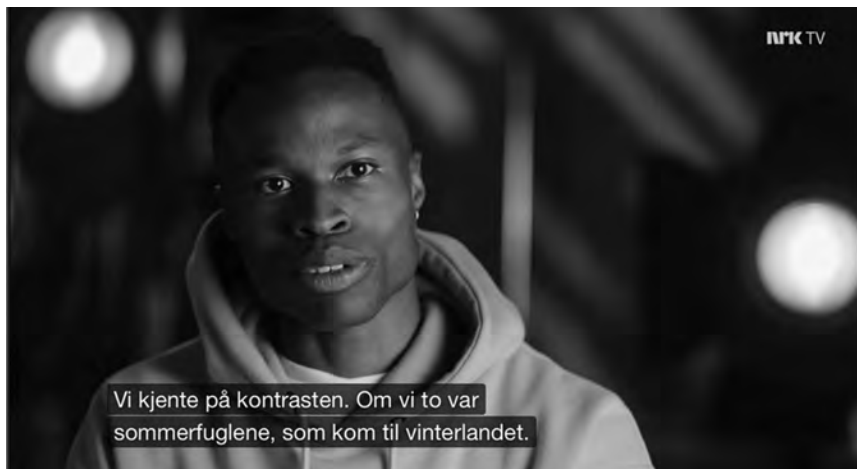 nrk TV
Vi kjente på kontrasten. Om vi to var
sommerfuglene, som kom til vinterlandet.